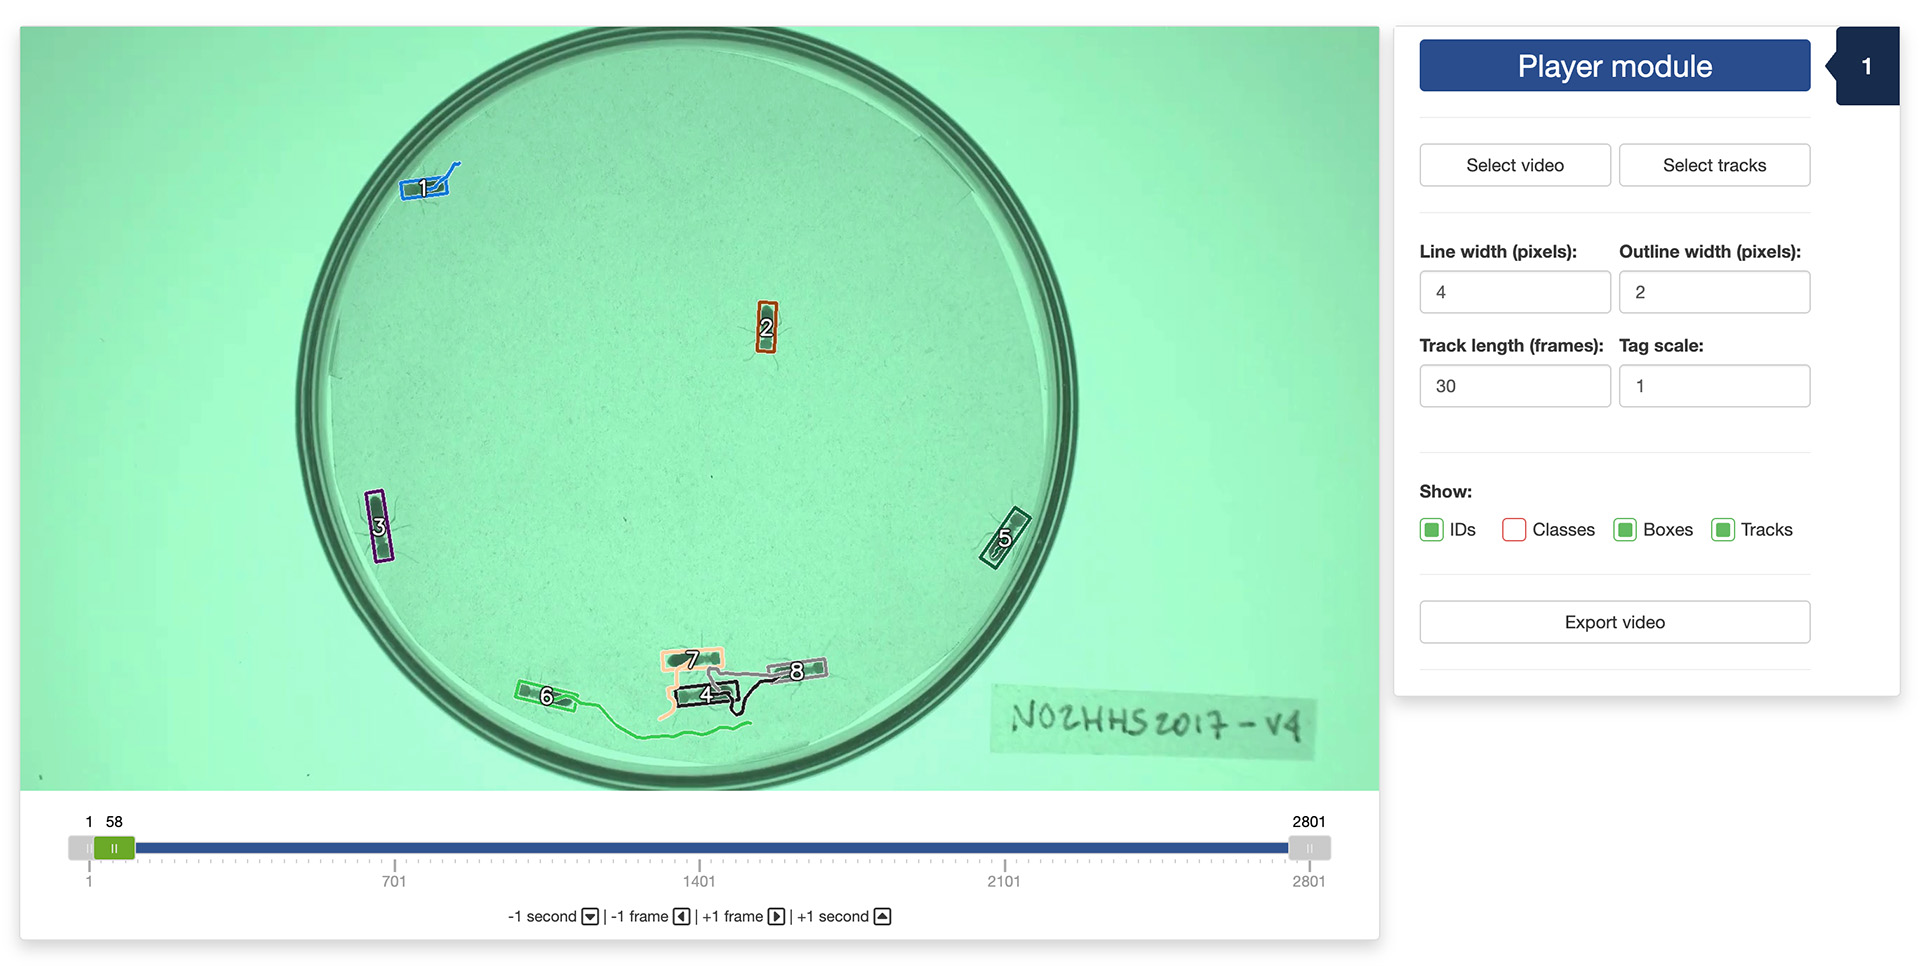 1
2
3
5
7
8
4
6
N02HHS2017-V4
1 58 2801
1 701 1401 2101 2801
-1 second | -1 frame | +1 frame | +1 second
Player module
1
Select video Select tracks
Line width (pixels): Outline width (pixels):
4 2
Track length (frames): Tag scale:
30 1
Show:
IDs Classes Boxes Tracks
Export video